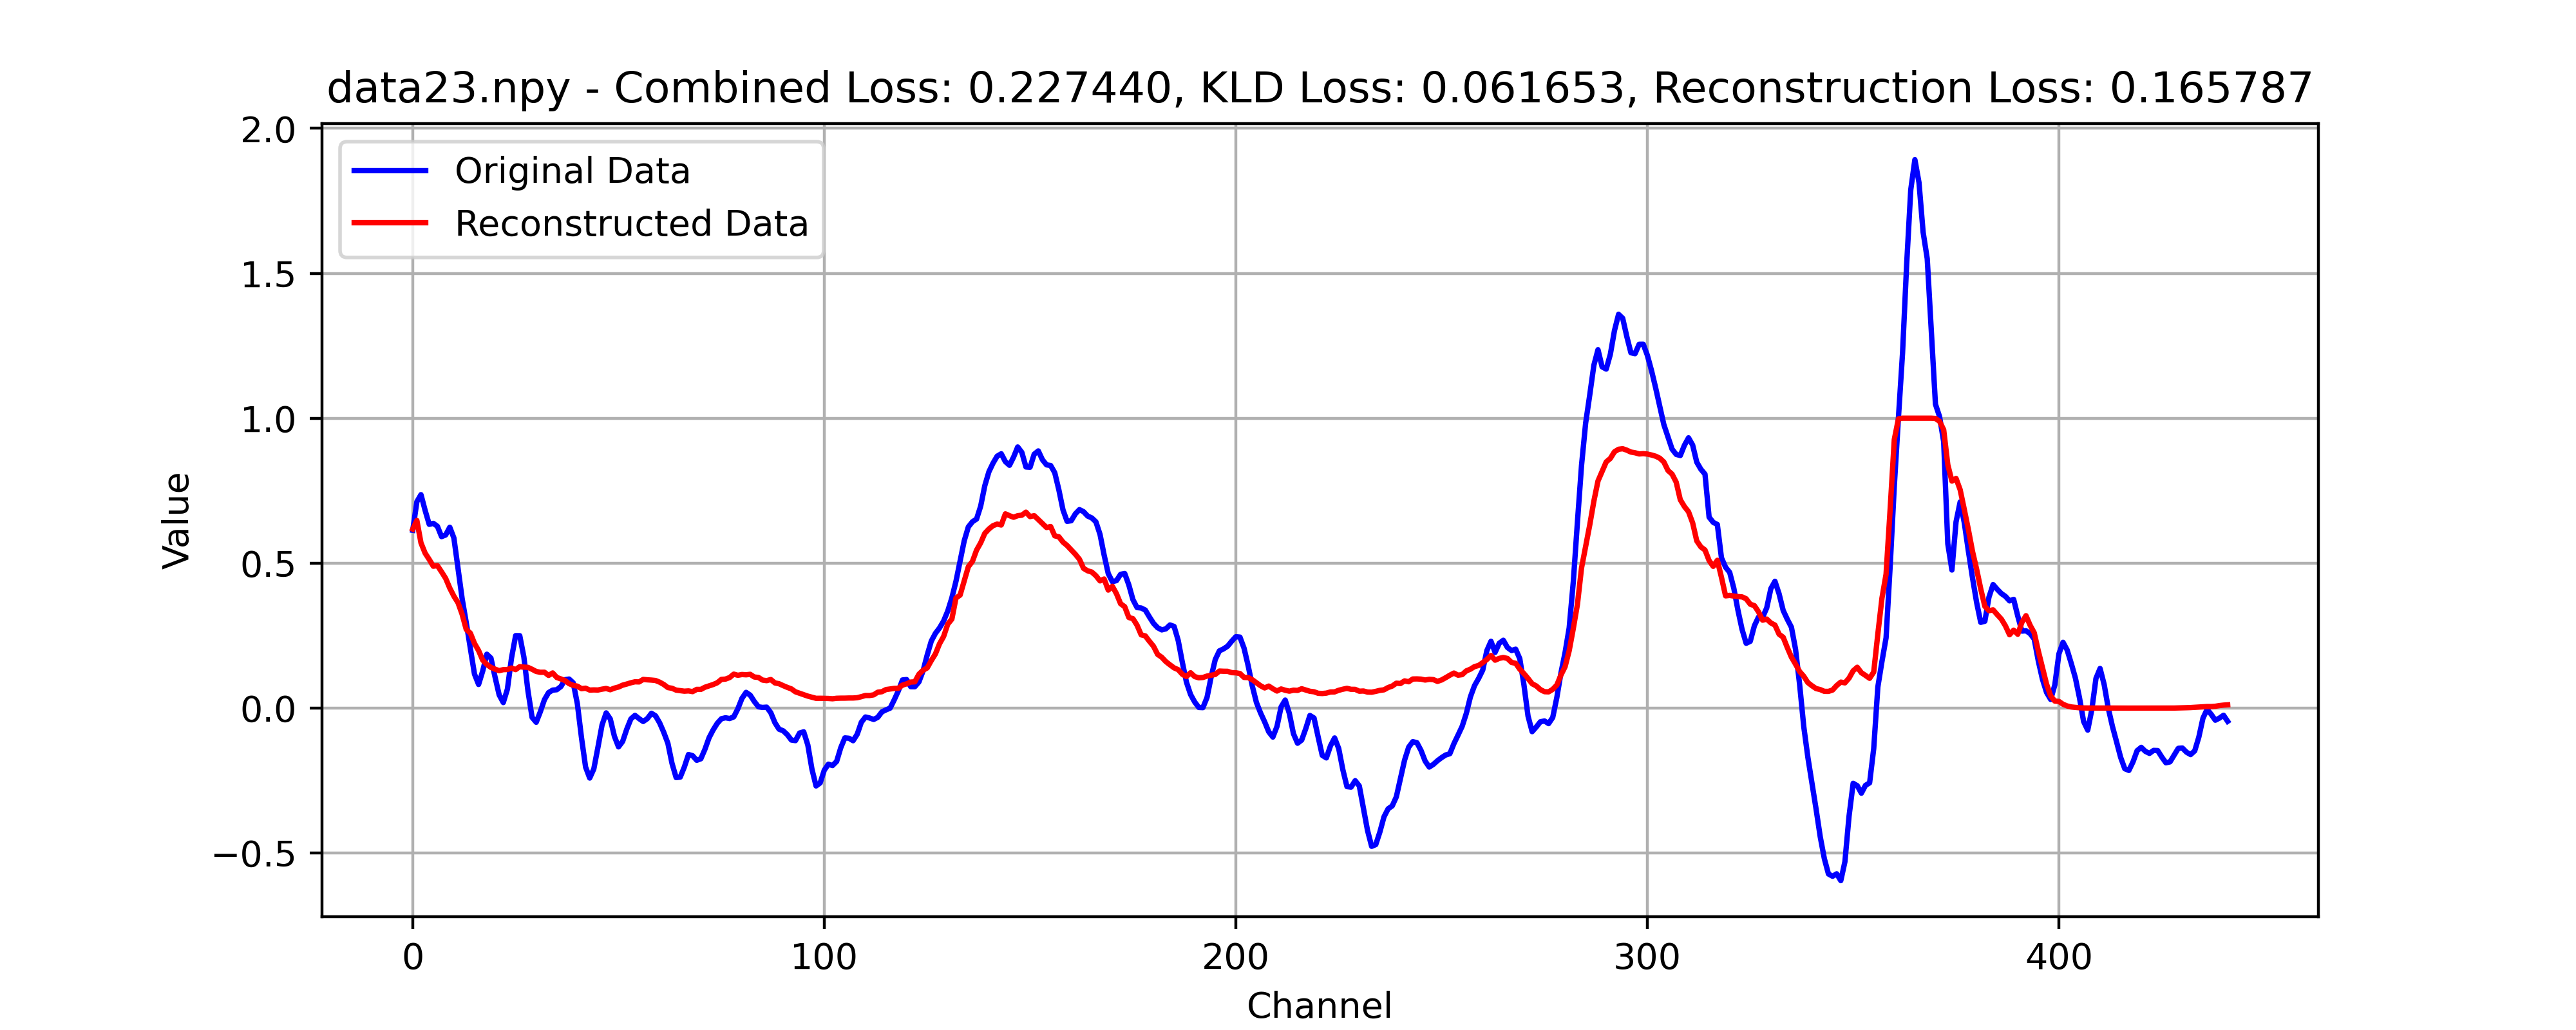 data23.npy - Combined Loss: 0.227440, KLD Loss: 0.061653, Reconstruction Loss: 0.165787
2.0
Original Data
Reconstructed Data
1.5
1.0
Value
0.5
0.0
−0.5
0 100 200 300 400
Channel